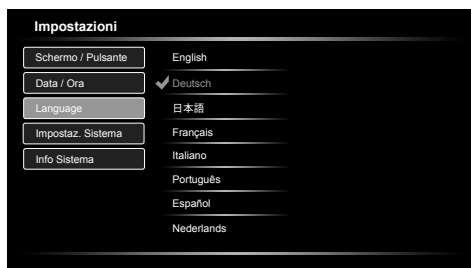 Impostazioni
Schermo / Pulsante
Data / Ora
Language
Impostaz. Sistema
Info Sistema
English
Deutsch
日本語
Français
Italiano
Português
Español
Nederlands